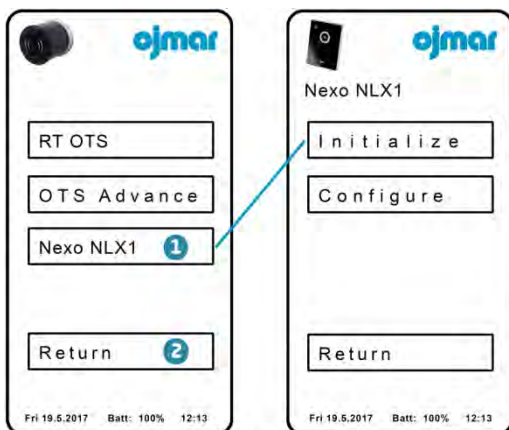 ojmar
RT OTS
OTS Advance
Nexo NLX1 1
Return 2
Fri 19.5.2017 Batt: 100% 12:13
ojmar
Nexo NLX1
Initialize
Configure
Return
Fri 19.5.2017 Batt: 100% 12:13